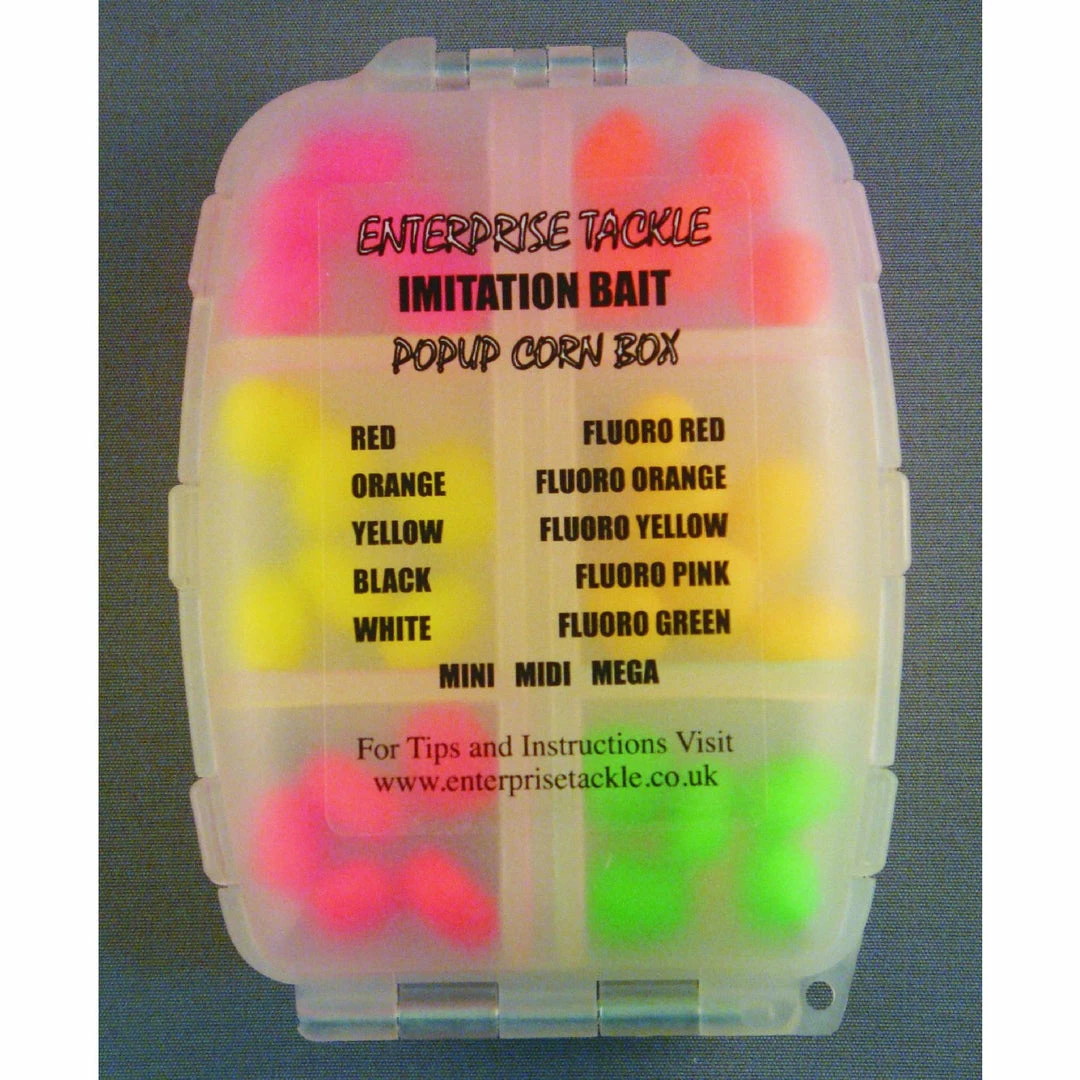 ENTERPRISE TACKLE
IMITATION BAIT
POPUP CORN BOX
RED FLUORO RED
ORANGE FLUORO ORANGE
YELLOW FLUORO YELLOW
BLACK FLUORO PINK
WHITE FLUORO GREEN
MINI MIDI MEGA
For Tips and Instructions Visit
www.enterprisetackle.co.uk